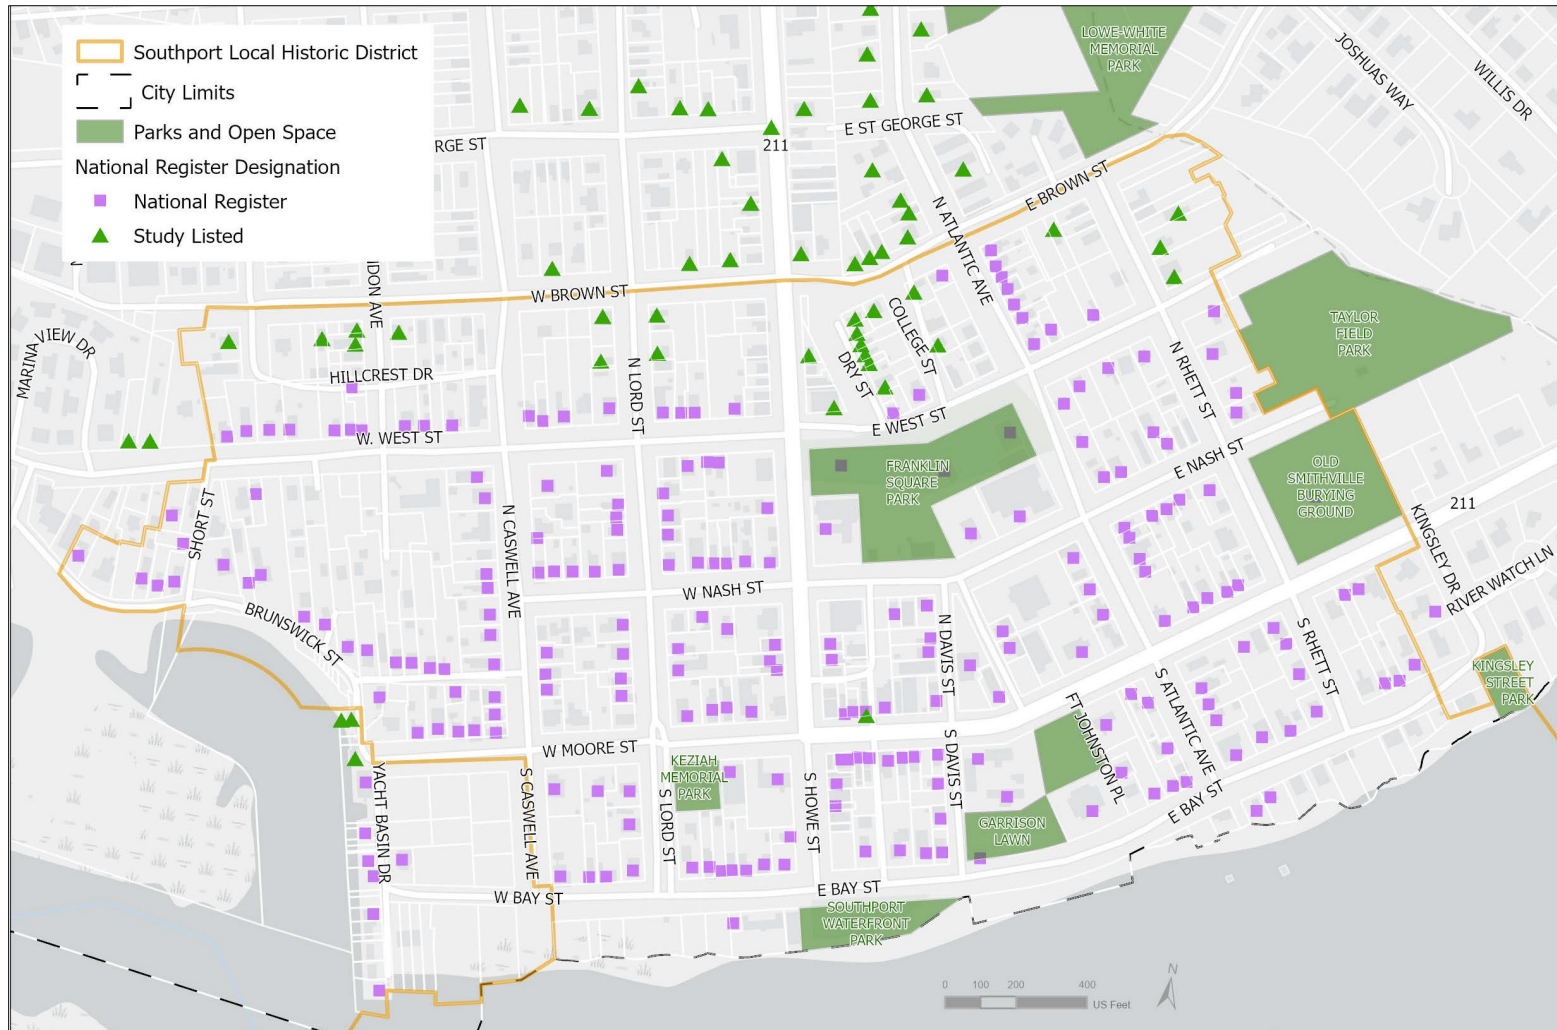 Southport Local Historic District
City Limits
Parks and Open Space
National Register Designation
National Register
Study Listed
LOWE-WHITE
MEMORIAL
PARK
JOSHUAS WAY
WILLIS DR
RGE ST
E ST GEORGE ST
211
E BROWN ST
N ATLANTIC AVE
NDON AVE
W BROWN ST
MARINA VIEW DR
HILLCREST DR
N LORD ST
DRY ST
COLLEGE ST
N RHETT ST
TAYLOR
FIELD
PARK
W. WEST ST
E WEST ST
E NASH ST
FRANKLIN
SQUARE
PARK
OLD
SMITHVILLE
BURYING
GROUND
211
KINGSLEY DR
SHORT ST
N CASWELL AVE
RIVER WATCH LN
W NASH ST
BRUNSWICK ST
N DAVIS ST
S RHETT ST
KINGSLEY
STREET
PARK
S ATLANTIC AVE
FT JOHNSTON PL
W MOORE ST
KEZIAH
MEMORIAL
PARK
YACHT BASIN DR
S CASWELL AVE
S LORD ST
S HOWE ST
S DAVIS ST
GARRISON
LAWN
E BAY ST
W BAY ST
E BAY ST
SOUTHPORT
WATERFRONT
PARK
N
0 100 200 400
US Feet